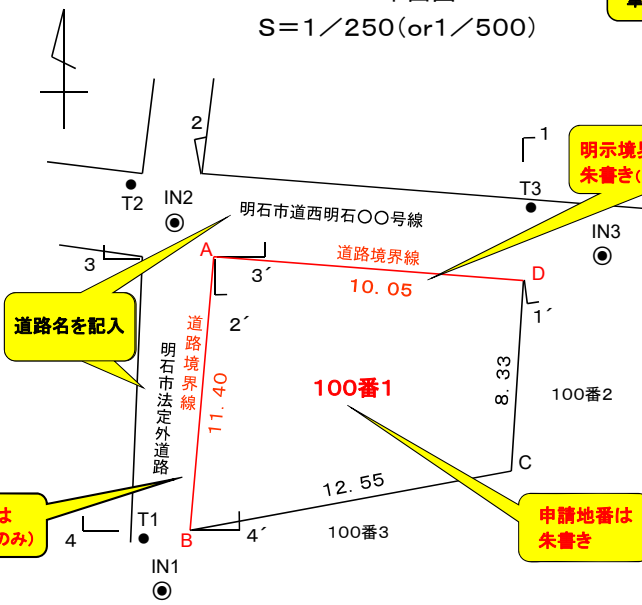 S=1/250(or1/500)
2
1
明示境界
朱書き(
T2
IN2
T3
明石市道西明石〇〇号線
IN3
A
道路境界線
3
3´
D
10.05
道路名を記入
2´
1´
道路境界線
明石市法定外道路
11.40
100番1
8.33
100番2
C
12.55
は
のみ)
T1
4
B
4´
100番3
申請地番は
朱書き
IN1